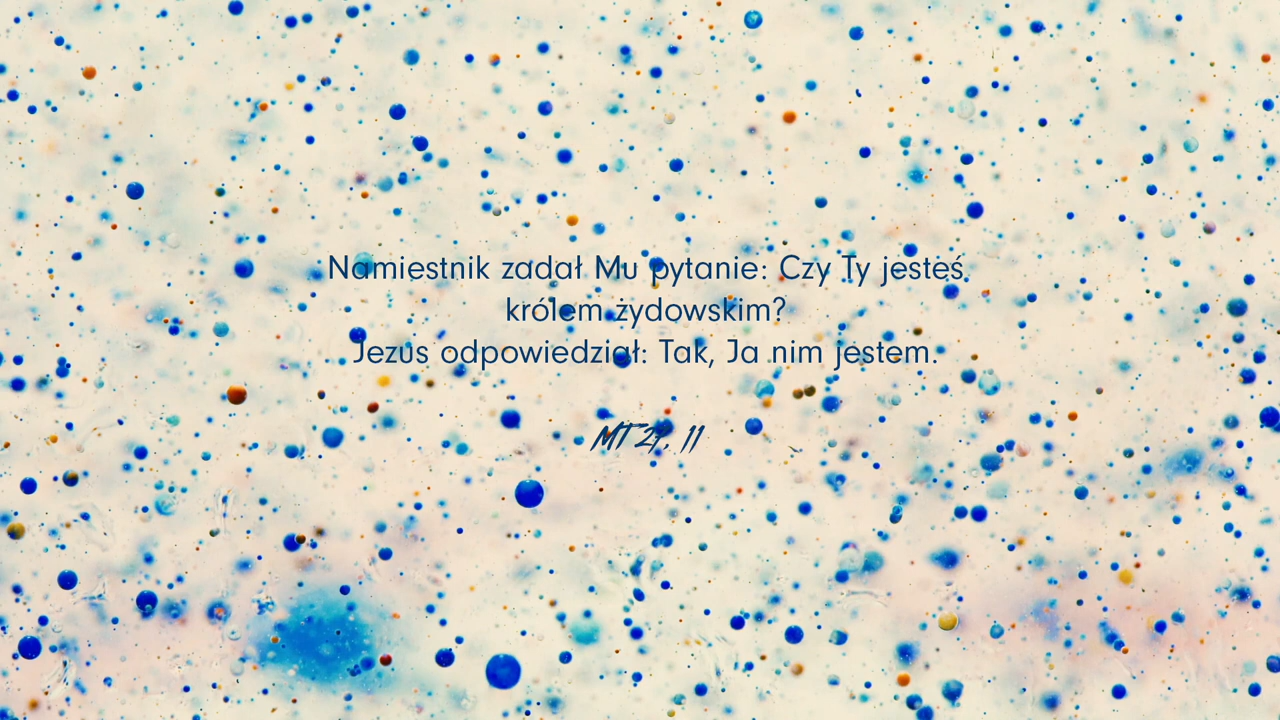 Namiestnik zadał Mu pytanie: Czy Ty jesteś
królem żydowskim?
Jezus odpowiedział: Tak, Ja nim jestem.
MT 27, 11